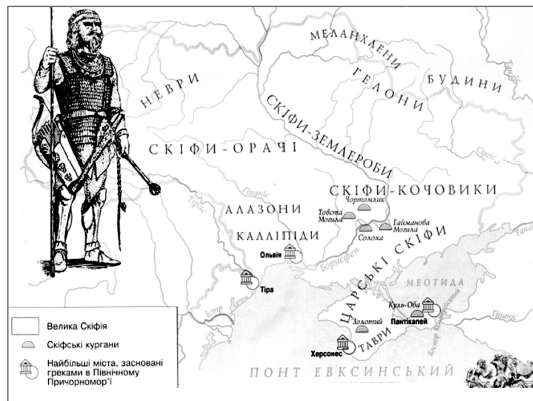 МЕЛАНХЛЕНИ
ГЕЛОНИ
БУДИНИ
НЕВРИ
СКІФИ-ОРАЧІ
СКІФИ-ЗЕМЛЕРОБИ
СКІФИ-КОЧОВИКИ
Чортомлик
АЛАЗОНИ
Товста
Могила
Гайманова
Могила
Солоха
КАЛЛІПІДИ
Ольвія
Борисфен
ЦАРСЬКІ СКІФИ
МЕОТИДА
Тіра
Істр
Куль-Оба
Пантікапей
Золотий
ТАВРИ
Херсонес
ПОНТ ЕВКСИНСЬКИЙ
Велика Скіфія
Скіфські кургани
Найбільші міста, засновані
греками в Північному
Причорномор'ї